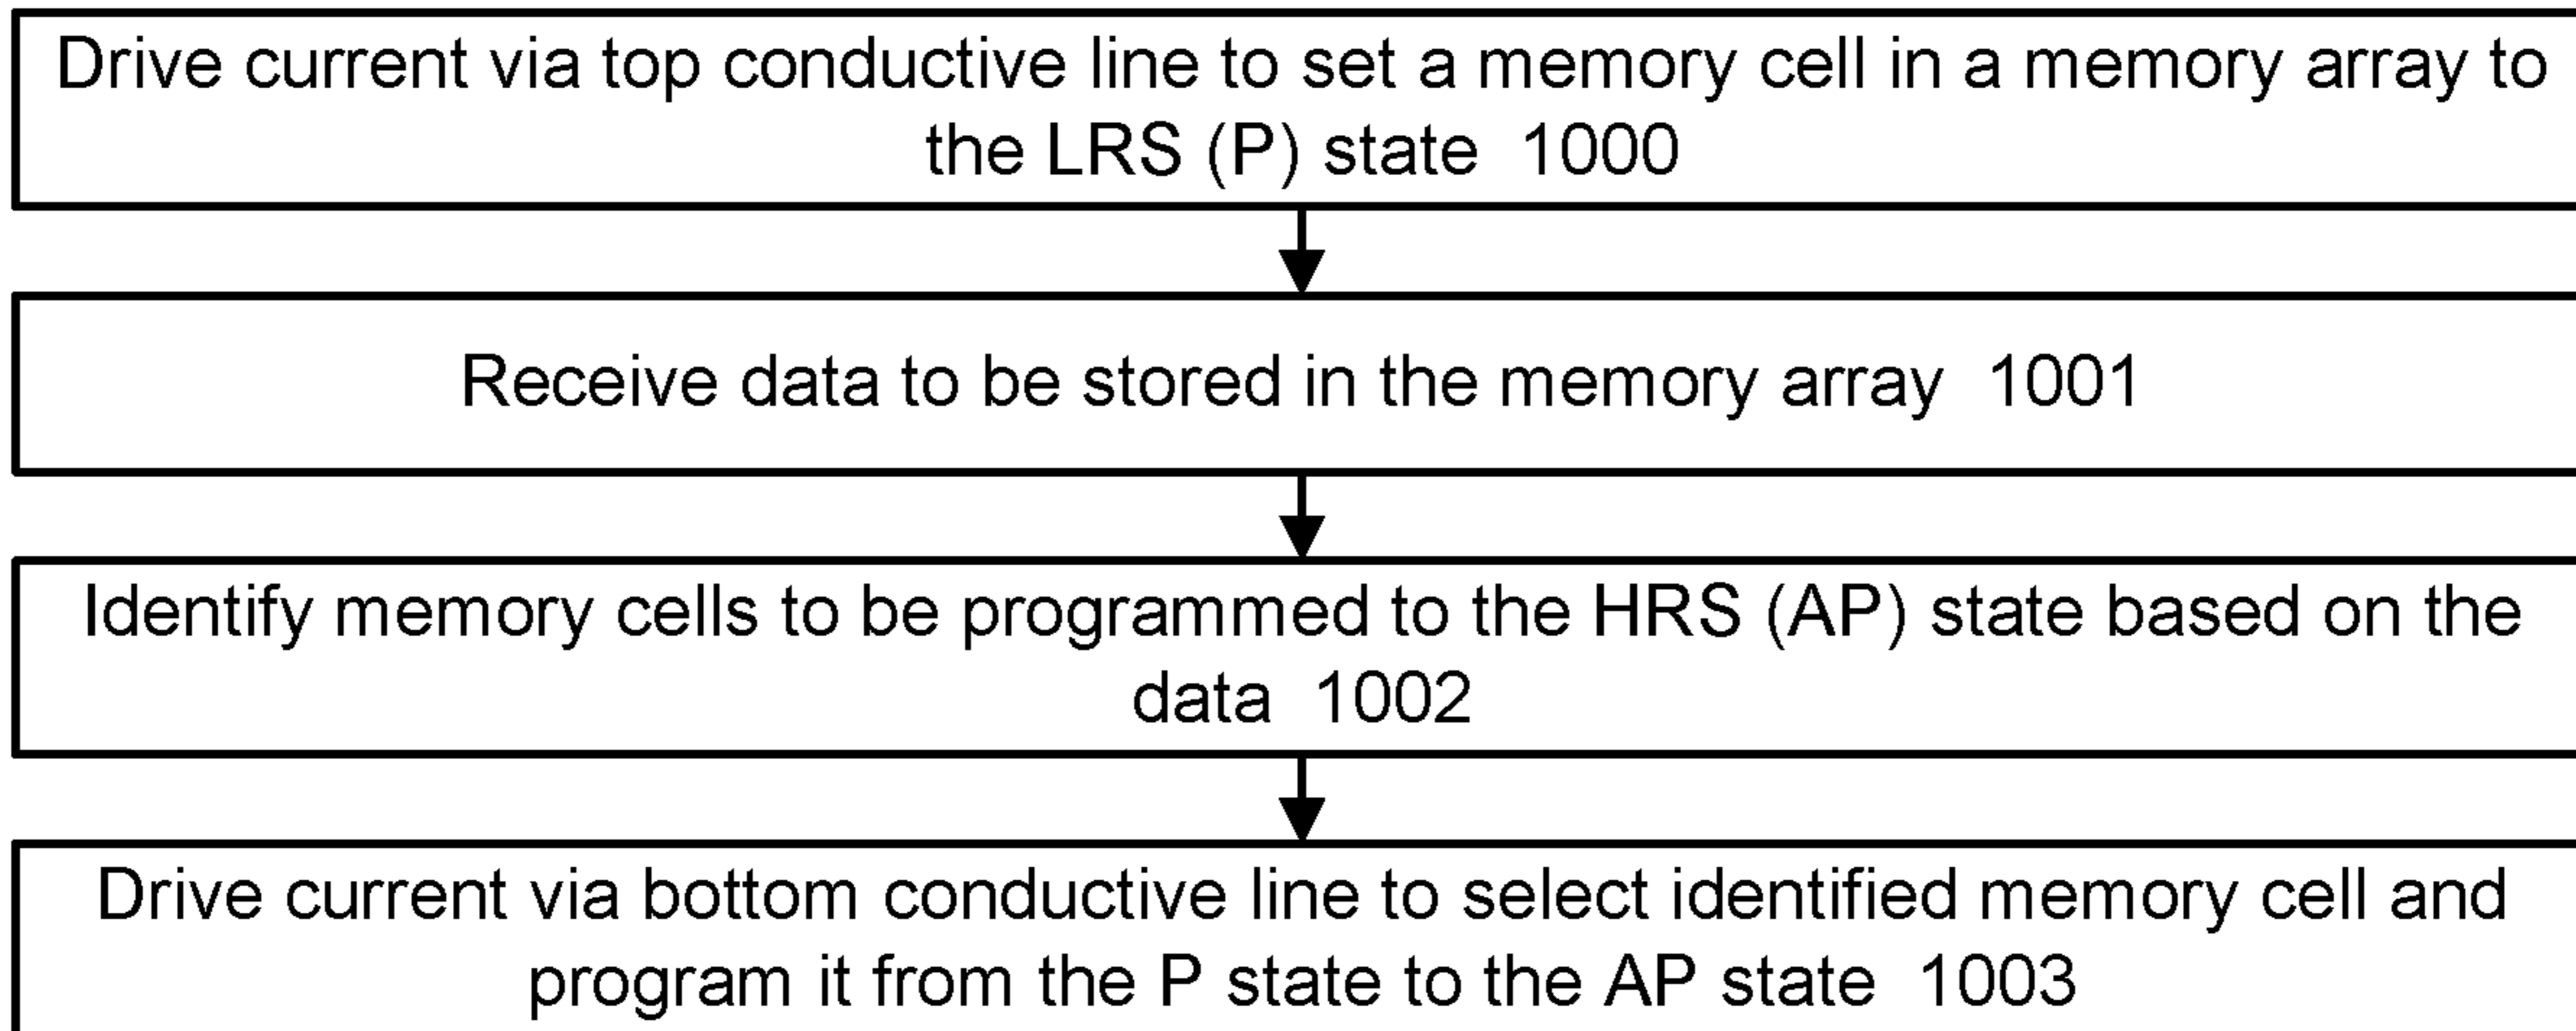 Drive current via top conductive line to set a memory cell in a memory array to
the LRS (P) state 1000
Receive data to be stored in the memory array 1001
Identify memory cells to be programmed to the HRS (AP) state based on the
data 1002
Drive current via bottom conductive line to select identified memory cell and
program it from the P state to the AP state 1003